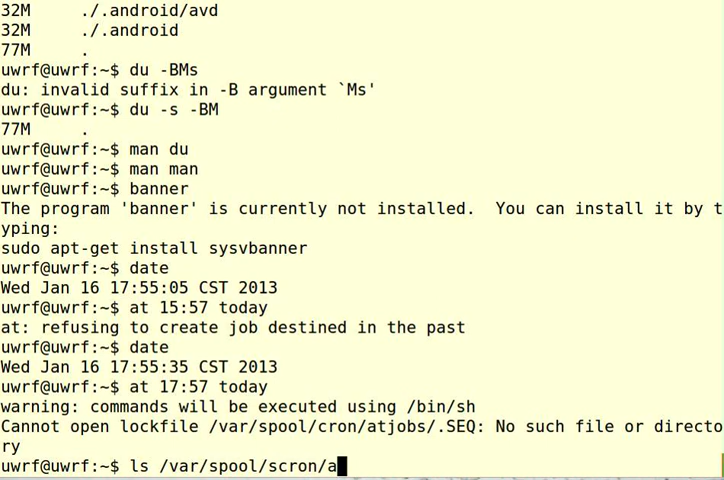 32M     ./.android/avd
32M     ./.android
77M     .
uwrf@uwrf:~$ du -BMs
du: invalid suffix in -B argument `Ms'
uwrf@uwrf:~$ du -s -BM
77M     .
uwrf@uwrf:~$ man du
uwrf@uwrf:~$ man man
uwrf@uwrf:~$ banner
The program 'banner' is currently not installed.  You can install it by t
yping:
sudo apt-get install sysvbanner
uwrf@uwrf:~$ date
Wed Jan 16 17:55:05 CST 2013
uwrf@uwrf:~$ at 15:57 today
at: refusing to create job destined in the past
uwrf@uwrf:~$ date
Wed Jan 16 17:55:35 CST 2013
uwrf@uwrf:~$ at 17:57 today
warning: commands will be executed using /bin/sh
Cannot open lockfile /var/spool/cron/atjobs/.SEQ: No such file or directo
ry
uwrf@uwrf:~$ ls /var/spool/scron/a